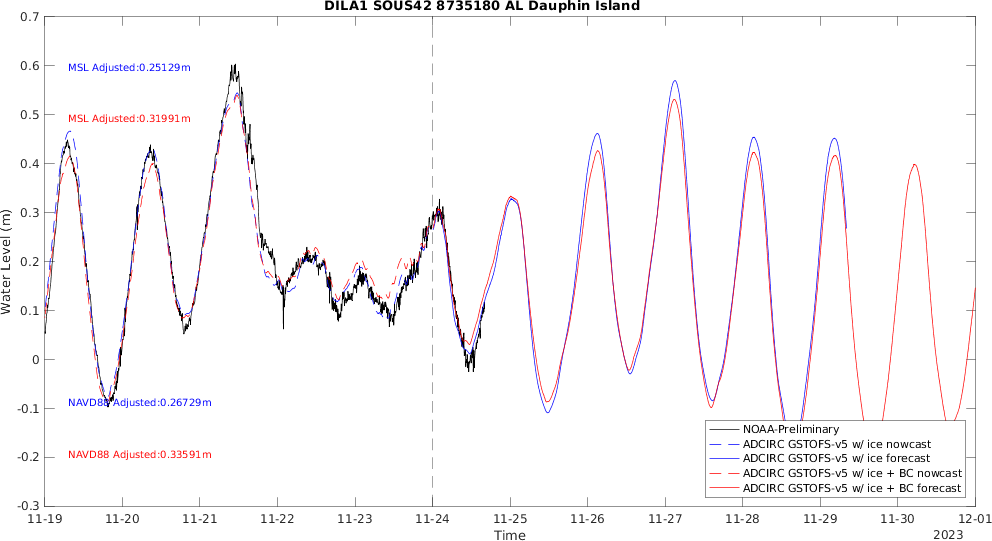 DILA1 SOUS42 8735180 AL Dauphin Island
0.7
0.6
0.5
0.4
0.3
0.2
0.1
0
-0.1
-0.2
-0.3
Water Level (m)
MSL Adjusted:0.25129m
MSL Adjusted:0.31991m
NAVD88 Adjusted:0.26729m
NAVD88 Adjusted:0.33591m
NOAA-Preliminary
ADCIRC GSTOFS-v5 w/ ice nowcast
ADCIRC GSTOFS-v5 w/ ice forecast
ADCIRC GSTOFS-v5 w/ ice + BC nowcast
ADCIRC GSTOFS-v5 w/ ice + BC forecast
11-19 11-20 11-21 11-22 11-23 11-24 11-25 11-26 11-27 11-28 11-29 11-30 12-01
Time
2023